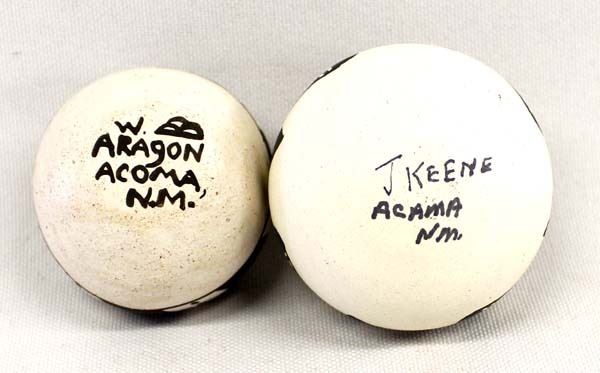 W.
ARAGON
ACOMA,
N.M.
J KEENE
ACAMA
NM.